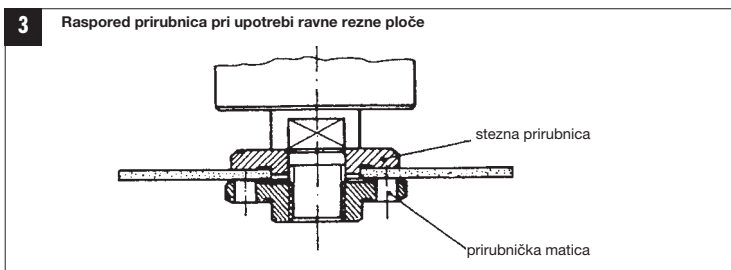 3 Raspored prirubnica pri upotrebi ravne rezne ploče
stezna prirubnica
prirubnička matica